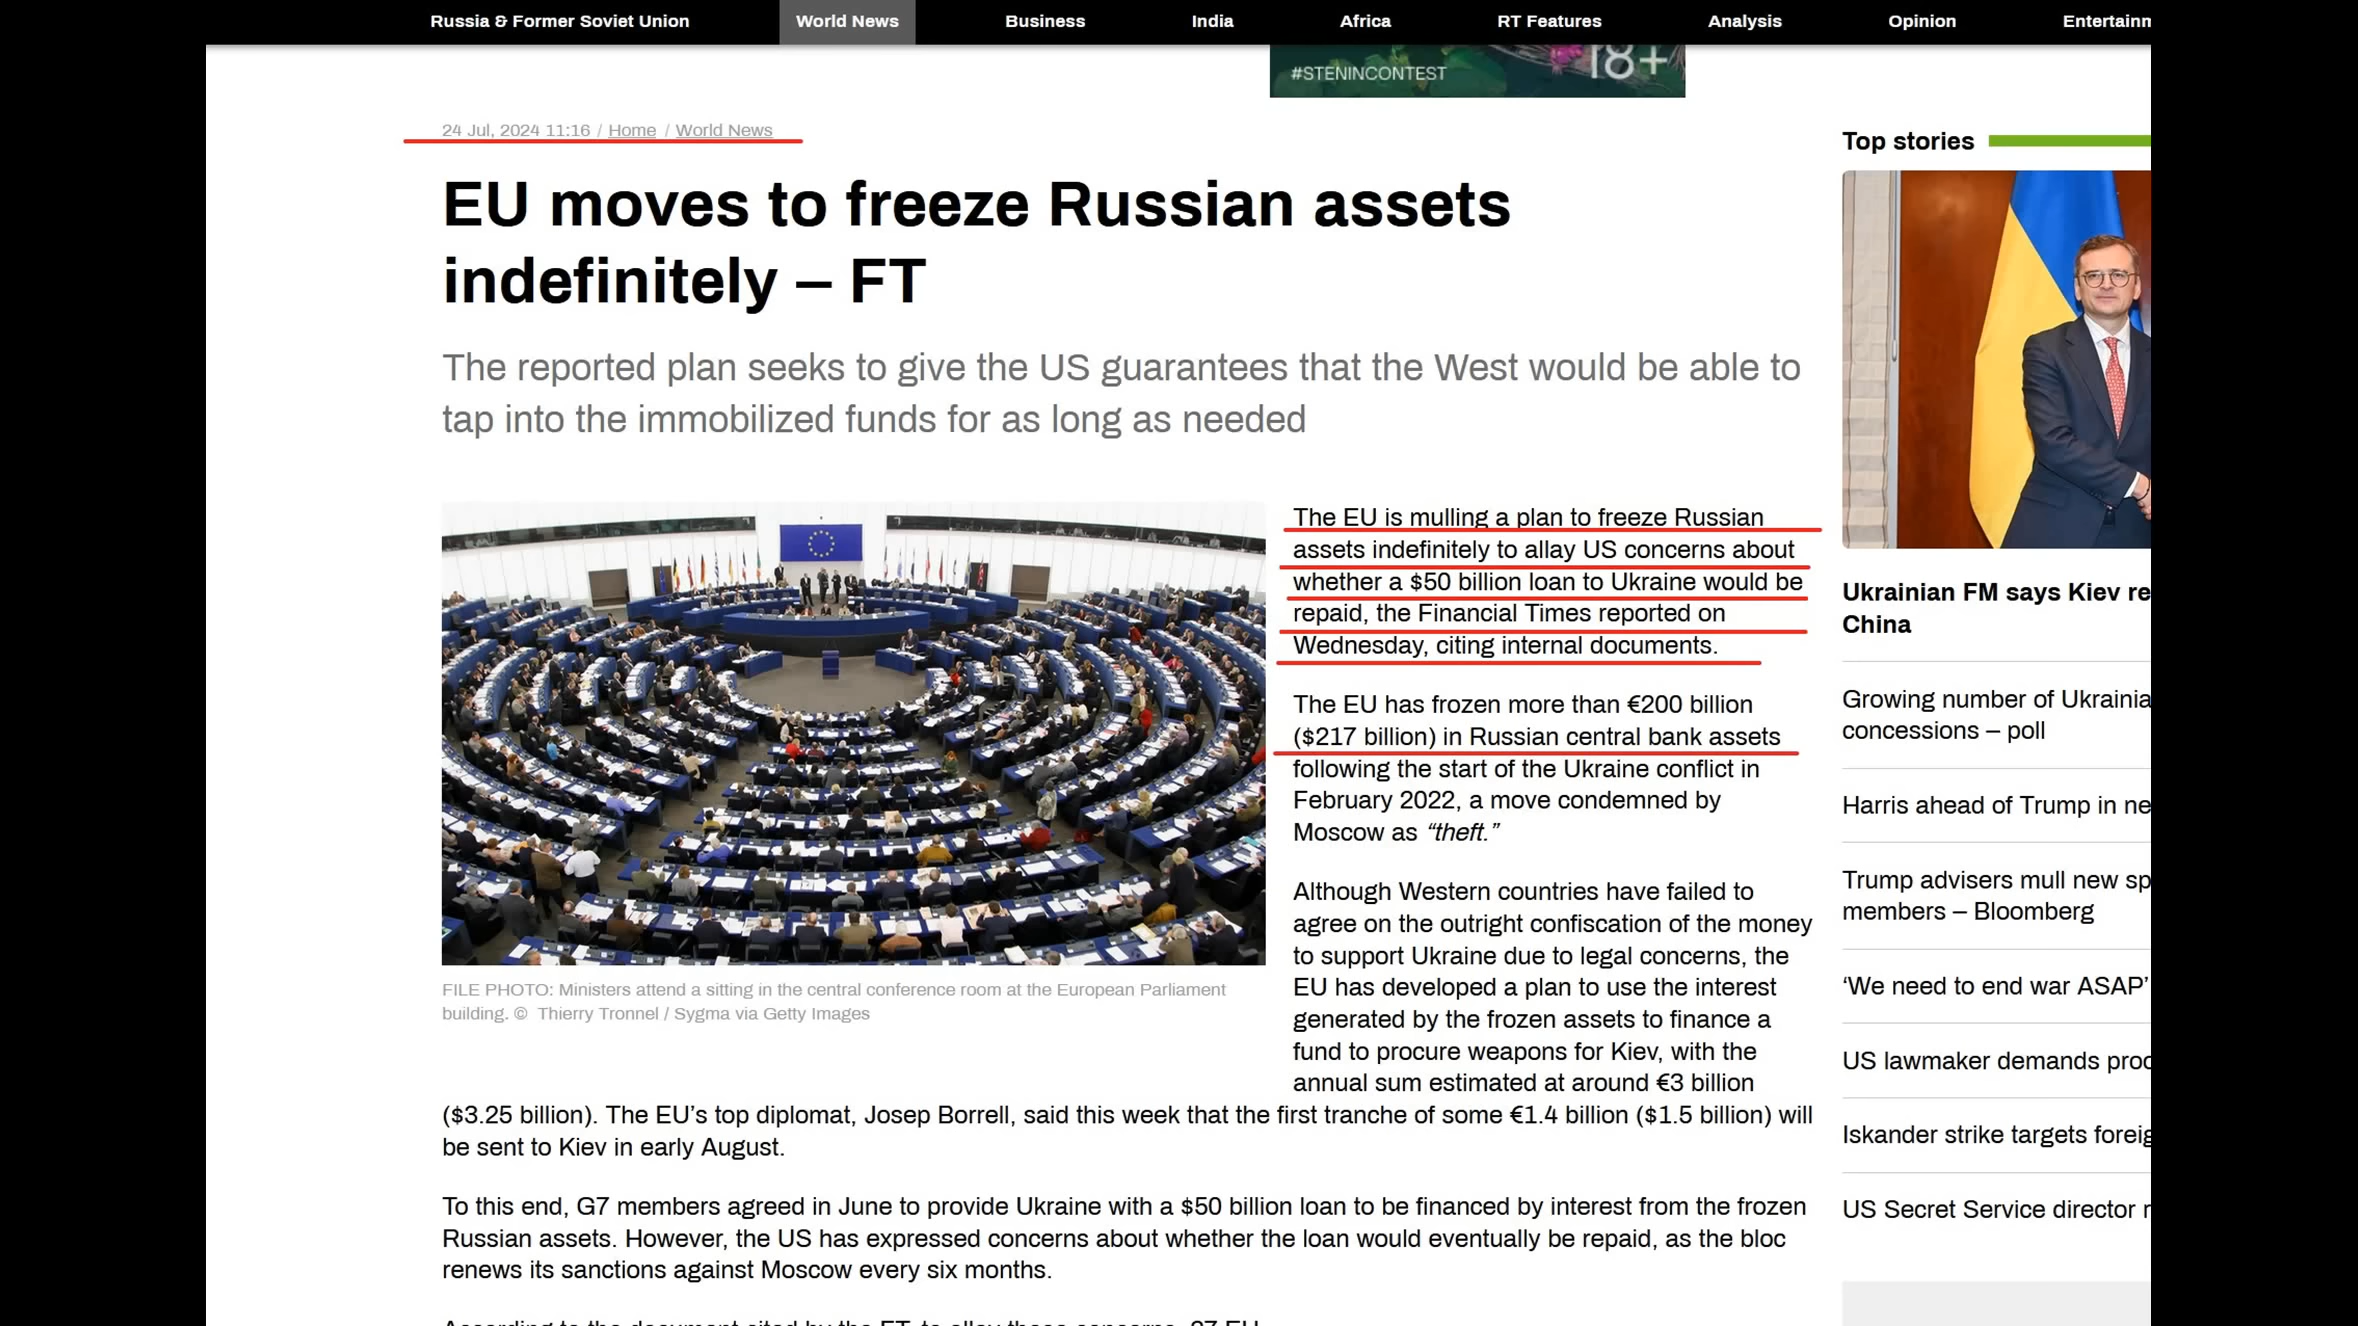 Russia & Former Soviet Union
World News
Business
India
Africa
RT Features
Analysis
Opinion
#STENINCONTEST
18+
24 Jul, 2024 11:16 / Home / World News
EU moves to freeze Russian assets
indefinitely – FT
The reported plan seeks to give the US guarantees that the West would be able to
tap into the immobilized funds for as long as needed
The EU is mulling a plan to freeze Russian
assets indefinitely to allay US concerns about
whether a $50 billion loan to Ukraine would be
repaid, the Financial Times reported on
Wednesday, citing internal documents.
The EU has frozen more than €200 billion
($217 billion) in Russian central bank assets
following the start of the Ukraine conflict in
February 2022, a move condemned by
Moscow as “theft.”
Although Western countries have failed to
agree on the outright confiscation of the money
to support Ukraine due to legal concerns, the
EU has developed a plan to use the interest
generated by the frozen assets to finance a
fund to procure weapons for Kiev, with the
annual sum estimated at around €3 billion
($3.25 billion). The EU’s top diplomat, Josep Borrell, said this week that the first tranche of some €1.4 billion ($1.5 billion) will
be sent to Kiev in early August.
FILE PHOTO: Ministers attend a sitting in the central conference room at the European Parliament
building. © Thierry Tronnel / Sygma via Getty Images
To this end, G7 members agreed in June to provide Ukraine with a $50 billion loan to be financed by interest from the frozen
Russian assets. However, the US has expressed concerns about whether the loan would eventually be repaid, as the bloc
renews its sanctions against Moscow every six months.
According to the document cited by the FT, to allay these concerns, 27 EU
Top stories
Ukrainian FM says Kiev
China
Growing number of
concessions – poll
Harris ahead of Trump in
Trump advisers mull new
members – Bloomberg
‘We need to end war ASAP’
US lawmaker demands
Iskander strike targets
US Secret Service director